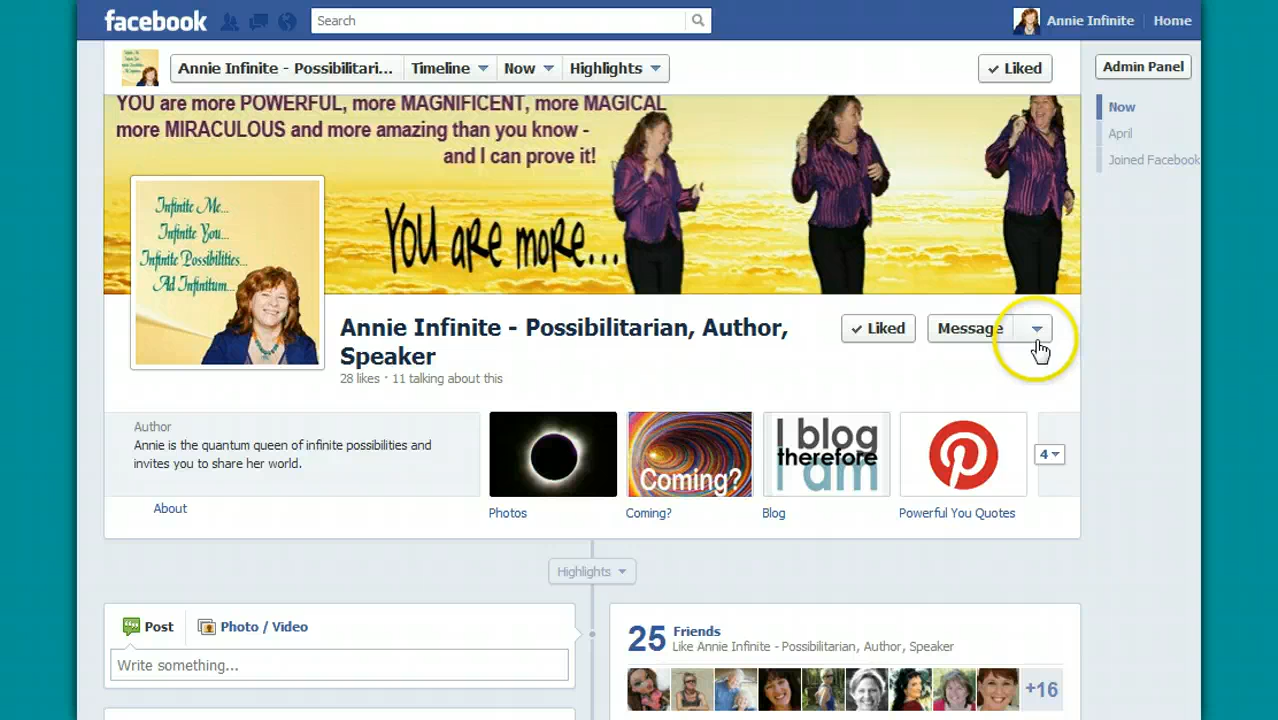 facebook
Search
Annie Infinite
Home
Annie Infinite - Possibilitari...
Timeline
Now
Highlights
Liked
Admin Panel
Now
April
Joined Facebook
YOU are more POWERFUL, more MAGNIFICENT, more MAGICAL
more MIRACULOUS and more amazing than you know -
and I can prove it!
You are more...
Infinite Me...
Infinite You...
Infinite Possibilities...
Ad Infinitum...
Annie Infinite - Possibilitarian, Author,
Speaker
Liked
Message
28 likes · 11 talking about this
Author
Annie is the quantum queen of infinite possibilities and
invites you to share her world.
About
Coming?
I blog
therefore
I am
4
Photos
Coming?
Blog
Powerful You Quotes
Highlights
Post
Photo / Video
Write something...
25
Friends
Like Annie Infinite - Possibilitarian, Author, Speaker
+16